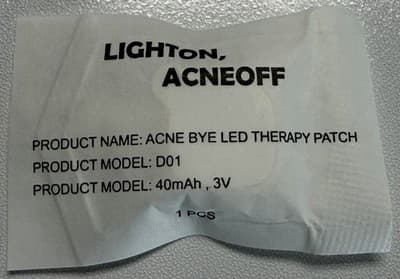 LIGHTON,
ACNEOFF
PRODUCT NAME: ACNE BYE LED THERAPY PATCH
PRODUCT MODEL: D01
PRODUCT MODEL: 40mAh , 3V
1 PCS